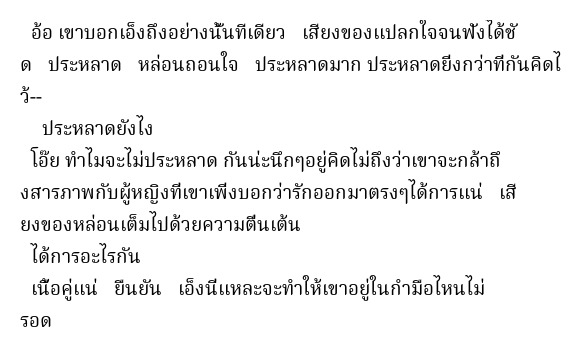 อ้อ เขาบอกเอ็งถึงอย่างนั้นทีเดียว   เสียงของแปลกใจจนฟังได้ชั
ด   ประหลาด   หล่อนถอนใจ   ประหลาดมาก ประหลาดยิ่งกว่าที่กันคิดไ
ว้--
ประหลาดยังไง
โอ๊ย ทำไมจะไม่ประหลาด กันน่ะนึกๆอยู่คิดไม่ถึงว่าเขาจะกล้าถึ
งสารภาพกับผู้หญิงที่เขาเพิ่งบอกว่ารักออกมาตรงๆได้การแน่   เสี
ยงของหล่อนเต็มไปด้วยความตื่นเต้น
ได้การอะไรกัน
เนื้อคู่แน่   ยืนยัน   เอ็งนี่แหละจะทำให้เขาอยู่ในกำมือไหนไม่
รอด